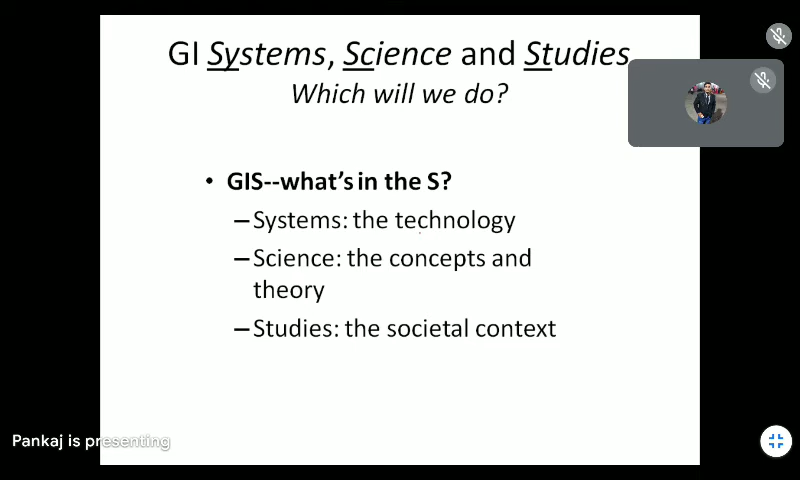 GI Systems, Science and Studies
Which will we do?
• GIS--what's in the S?
–Systems: the technology
–Science: the concepts and
theory
–Studies: the societal context
Pankaj is presenting